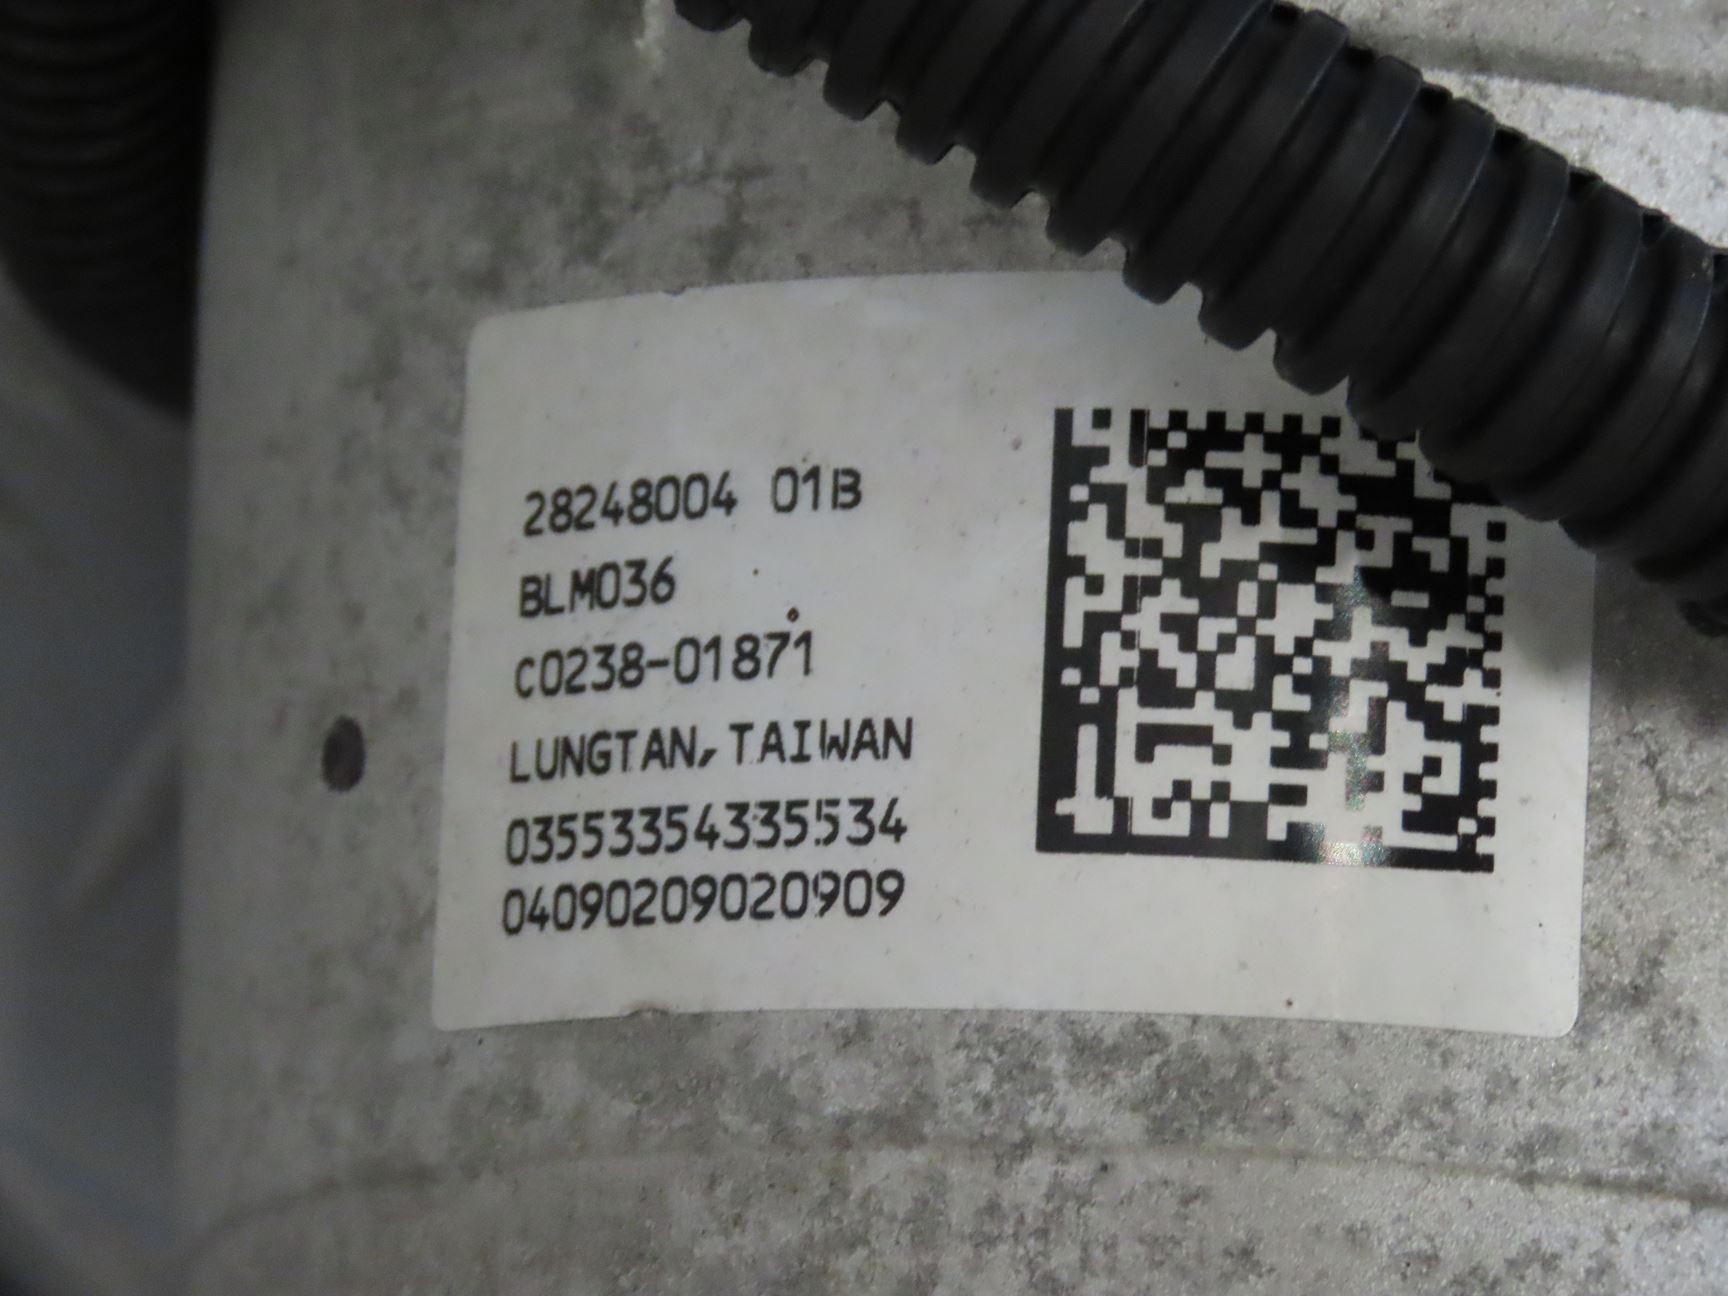 28248004 01B
BLM036
C0238-01871
LUNGTAN, TAIWAN
03553354335534
04090209020909